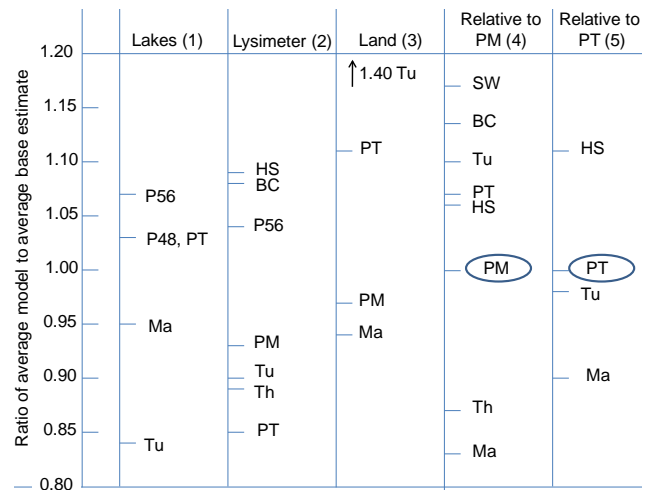 Ratio of average model to average base estimate
Lakes (1)
Lysimeter (2)
Land (3)
Relative to
PM (4)
Relative to
PT (5)
1.20
1.15
1.10
1.05
1.00
0.95
0.90
0.85
0.80
P56
P48, PT
Ma
Tu
HS
BC
P56
PM
Tu
Th
PT
1.40 Tu
PT
PM
Ma
SW
BC
Tu
PT
HS
PM
Th
Ma
HS
PT
Tu
Ma